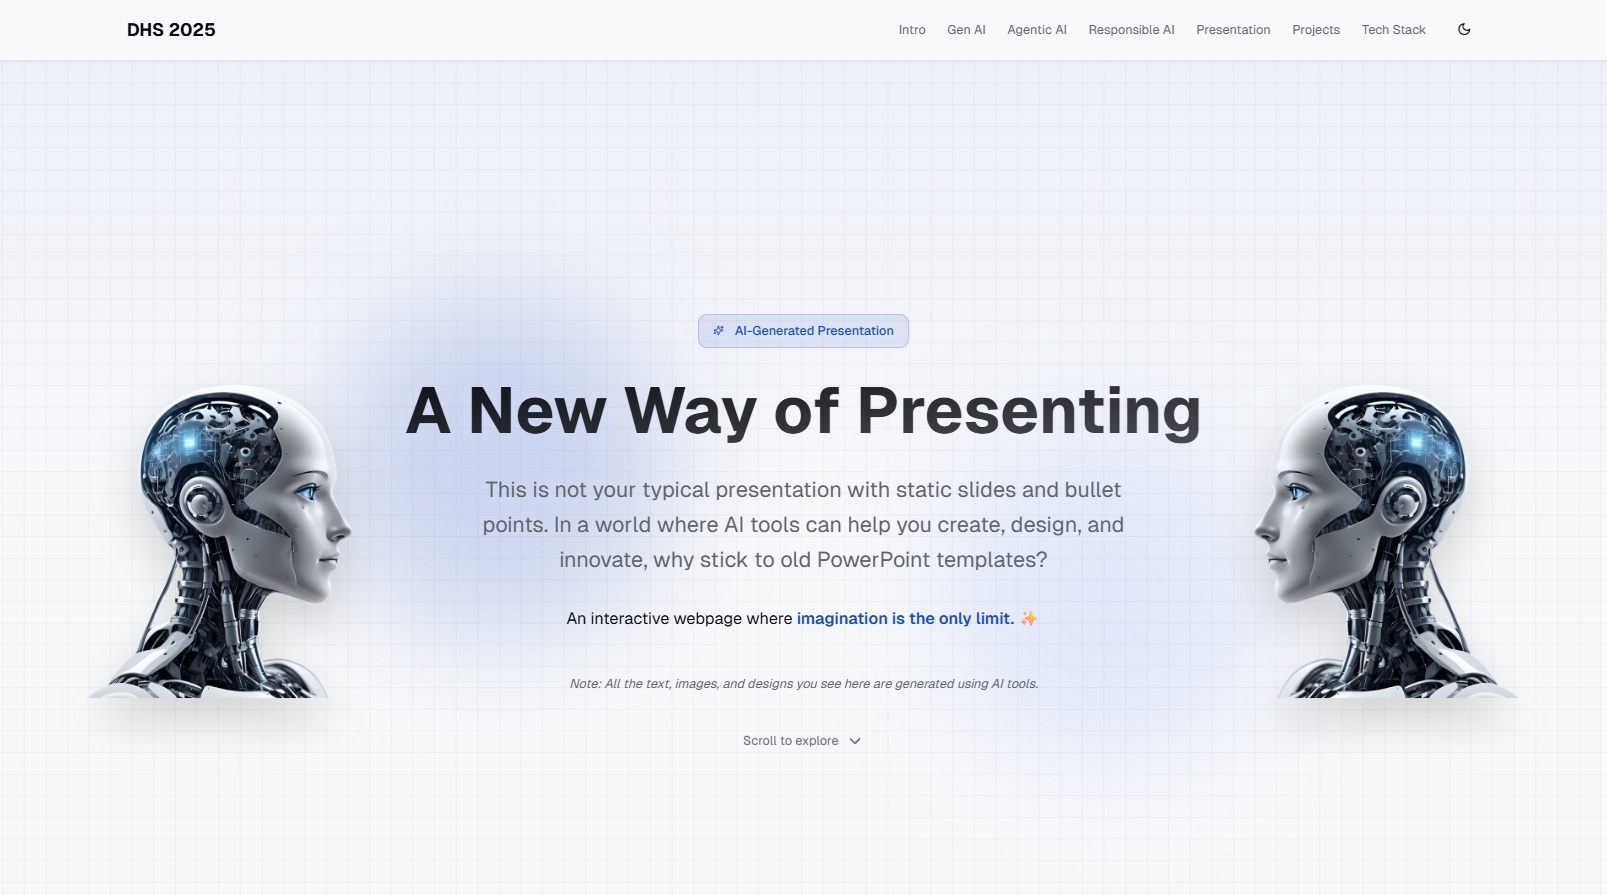 DHS 2025
Intro Gen AI Agentic AI Responsible AI Presentation Projects Tech Stack
AI-Generated Presentation
A New Way of Presenting
This is not your typical presentation with static slides and bullet
points. In a world where AI tools can help you create, design, and
innovate, why stick to old PowerPoint templates?
An interactive webpage where imagination is the only limit. ✨
Note: All the text, images, and designs you see here are generated using AI tools.
Scroll to explore